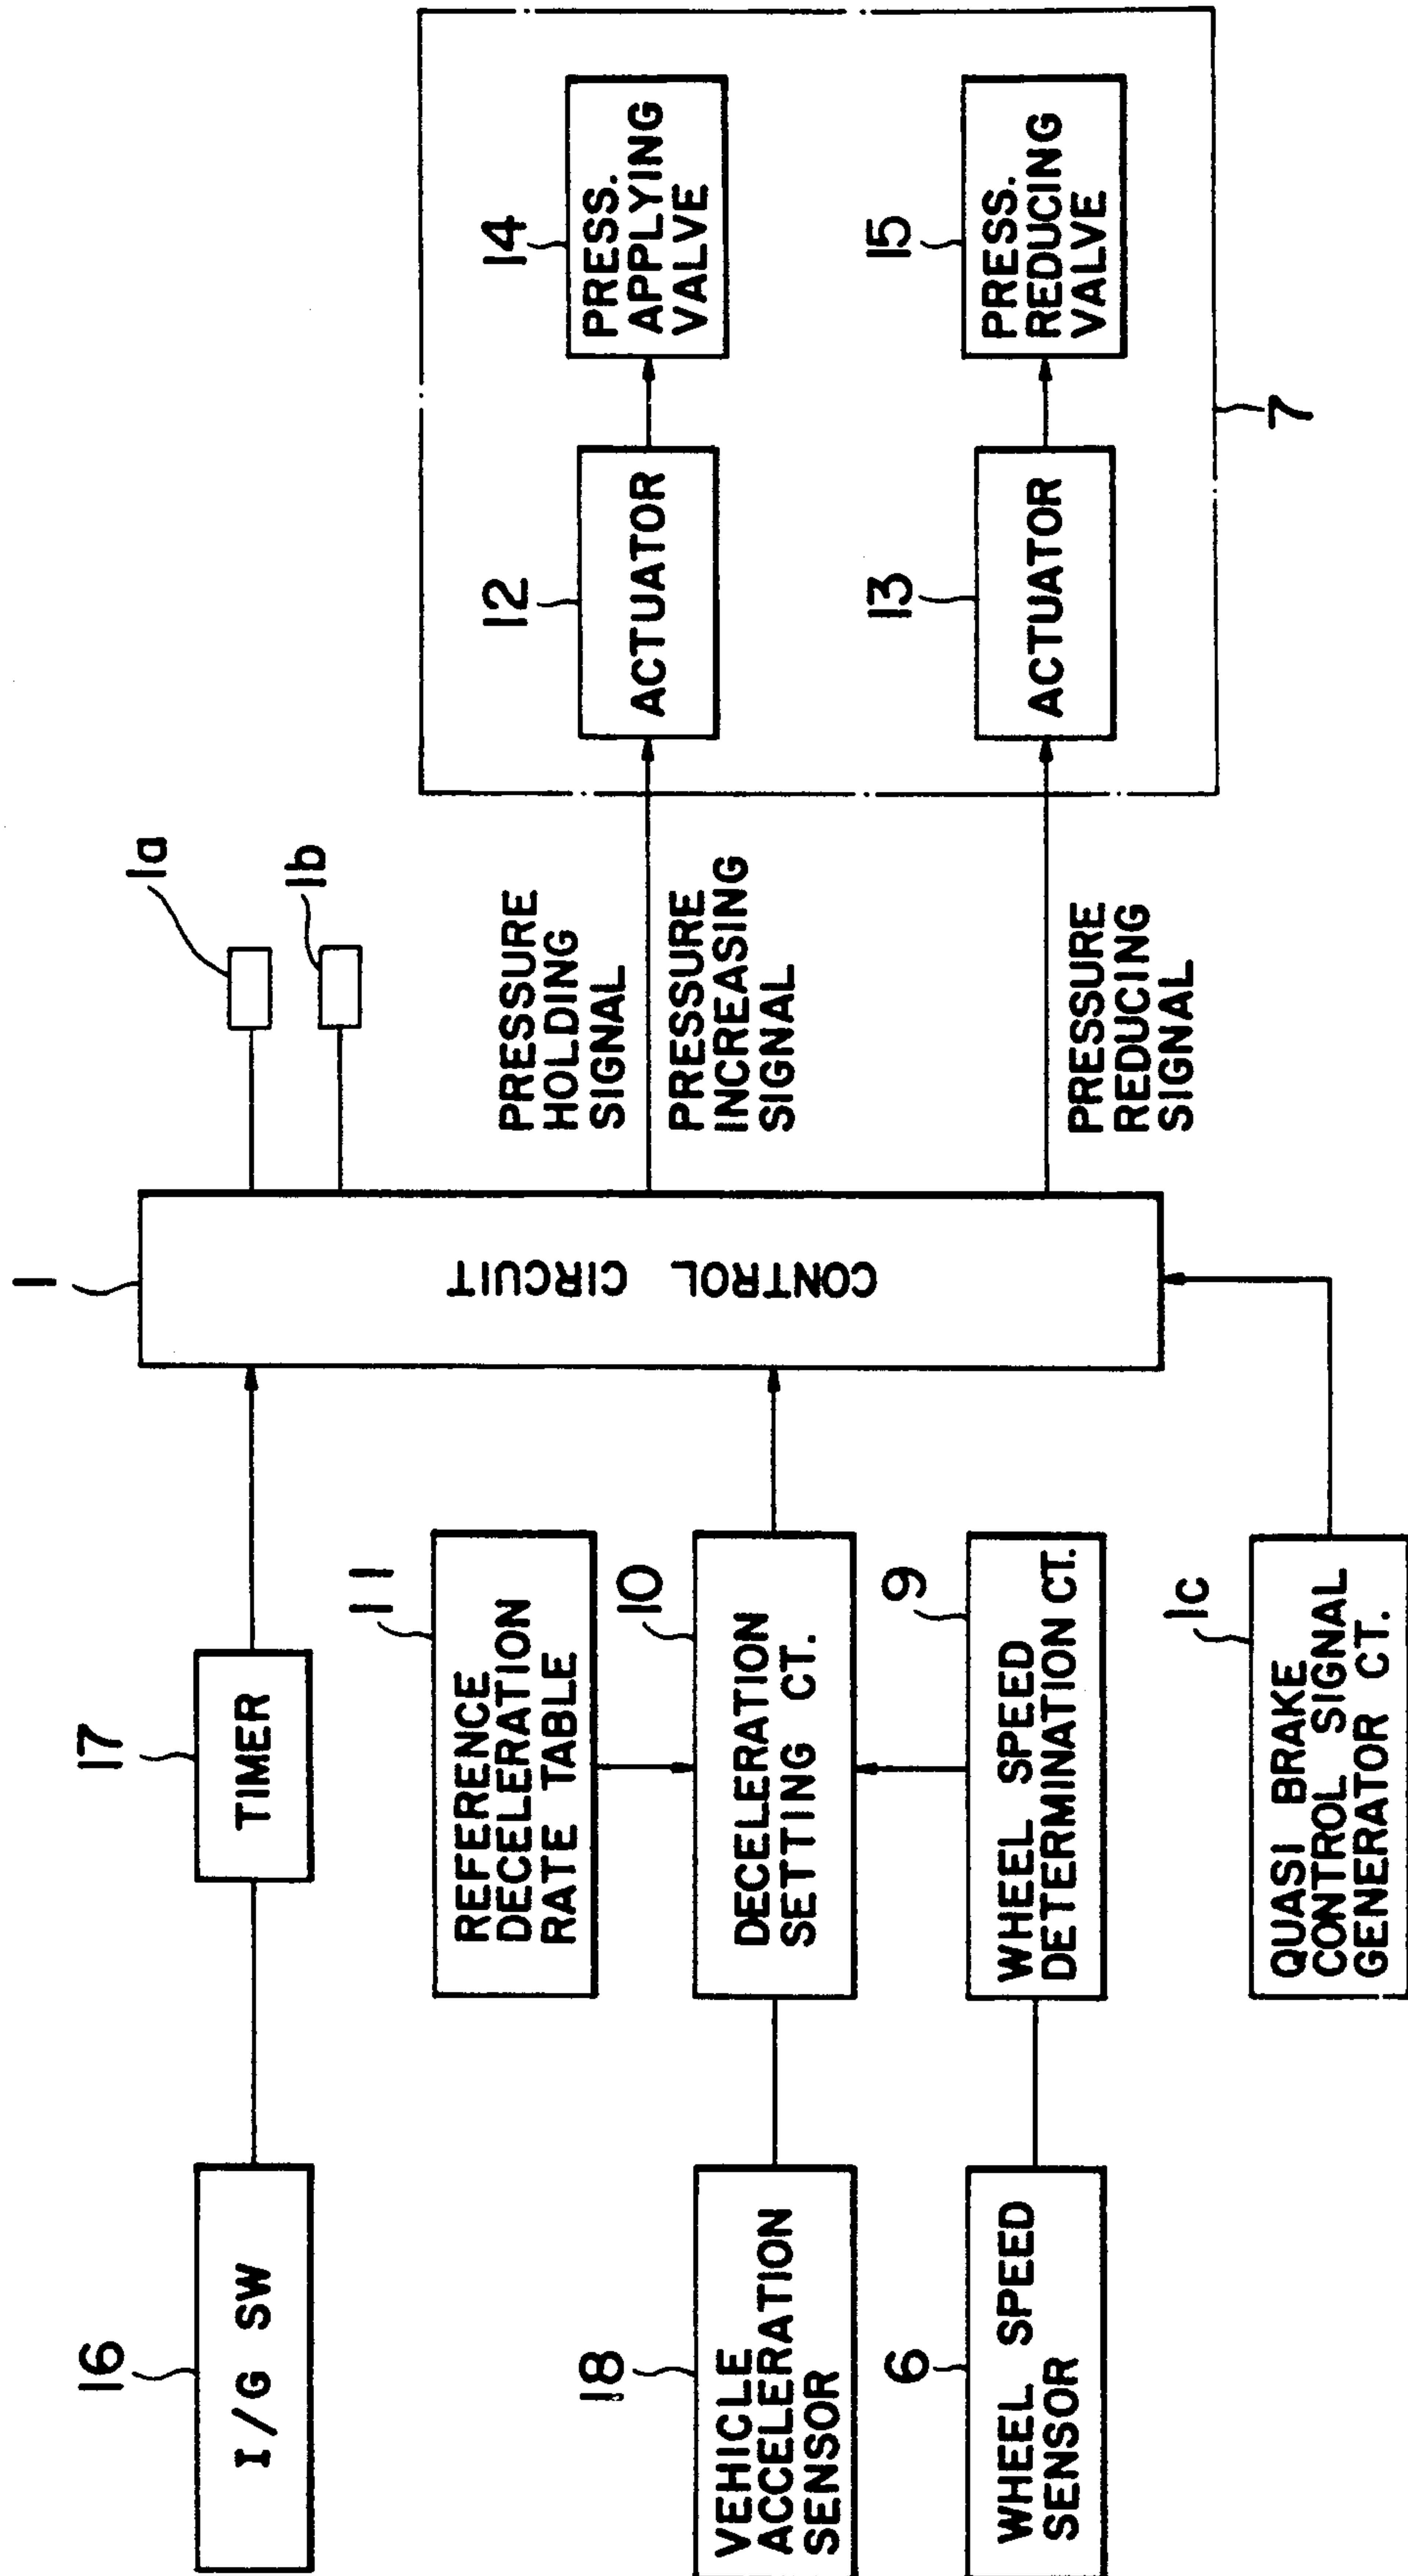 16
I/G SW
17
TIMER
1
CONTROL CIRCUIT
1a
1b
11
REFERENCE
DECELERATION
RATE TABLE
18
VEHICLE
ACCELERATION
SENSOR
10
DECELERATION
SETTING CT.
6
WHEEL SPEED
SENSOR
9
WHEEL SPEED
DETERMINATION CT.
1c
QUASI BRAKE
CONTROL SIGNAL
GENERATOR CT.
PRESSURE
HOLDING
SIGNAL
PRESSURE
INCREASING
SIGNAL
PRESSURE
REDUCING
SIGNAL
12
ACTUATOR
14
PRESS.
APPLYING
VALVE
13
ACTUATOR
15
PRESS.
REDUCING
VALVE
7